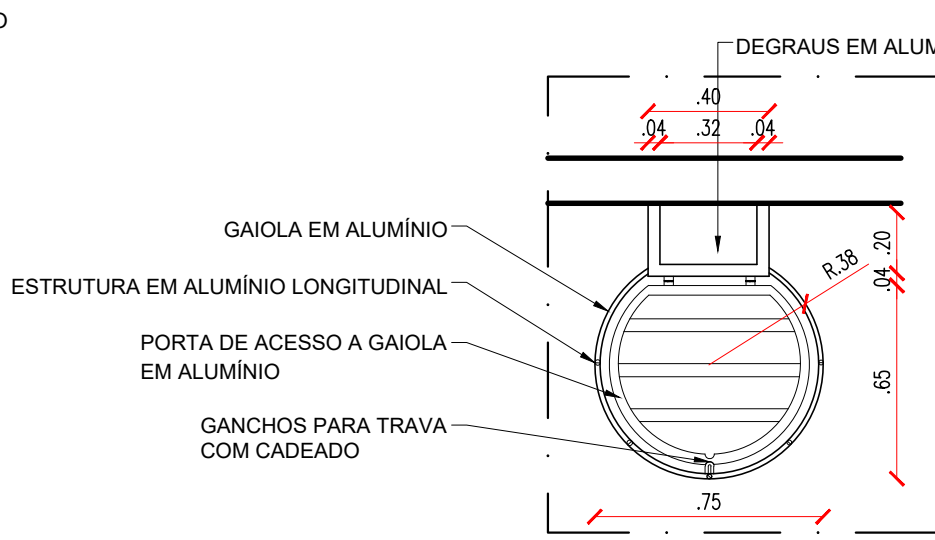 DEGRAUS EM
.40
.04 .32 .04
GAIOLA EM ALUMÍNIO
.20
R.38
.04
ESTRUTURA EM ALUMÍNIO LONGITUDINAL
PORTA DE ACESSO A GAIOLA
EM ALUMÍNIO
.65
GANCHOS PARA TRAVA
COM CADEADO
.75